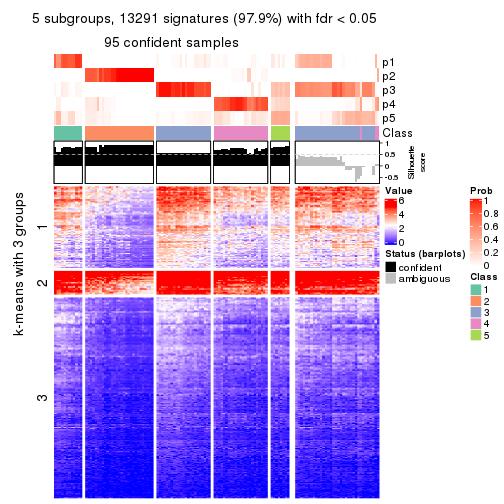 5 subgroups, 13291 signatures (97.9%) with fdr < 0.05
95 confident samples
p1
p2
p3
p4
p5
Class
1
0.5
0
-0.5
Silhouette
score
k-means with 3 groups
1
2
3
Value
6
4
2
0
Status (barplots)
confident
ambiguous
Prob
1
0.8
0.6
0.4
0.2
0
Class
1
2
3
4
5